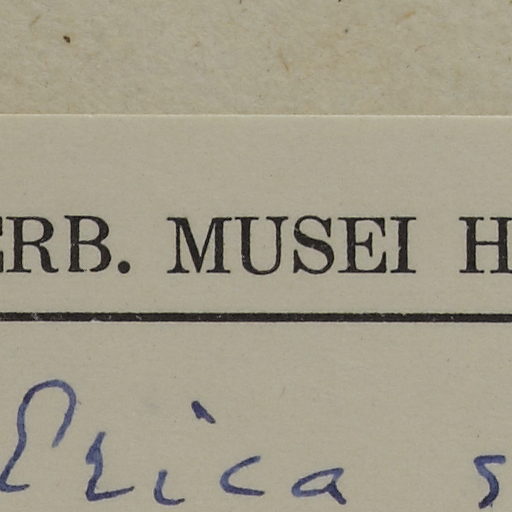 ERB. MUSEI H
Erica s